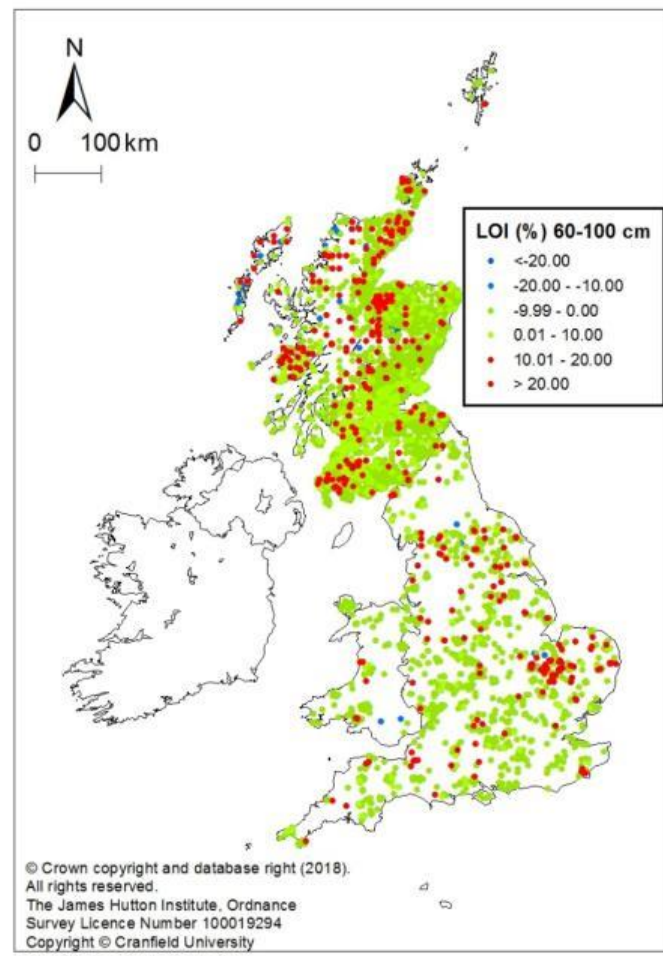 N
0 100 km
LOI (%) 60-100 cm
<-20.00
-20.00 - -10.00
-9.99 - 0.00
0.01 - 10.00
10.01 - 20.00
> 20.00
© Crown copyright and database right (2018).
All rights reserved.
The James Hutton Institute, Ordnance
Survey Licence Number 100019294
Copyright © Cranfield University